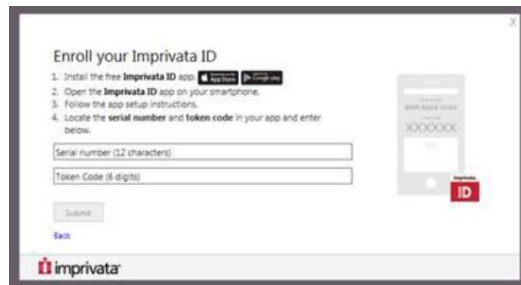 X
Enroll your Imprivata ID
1. Install the free Imprivata ID app. App Store Google play
2. Open the Imprivata ID app on your smartphone.
3. Follow the app setup instructions.
4. Locate the serial number and token code in your app and enter
below.
Serial number (12 characters)
Token Code (6 digits)
XXXXXX
imprivata
ID
Submit
Back
imprivata